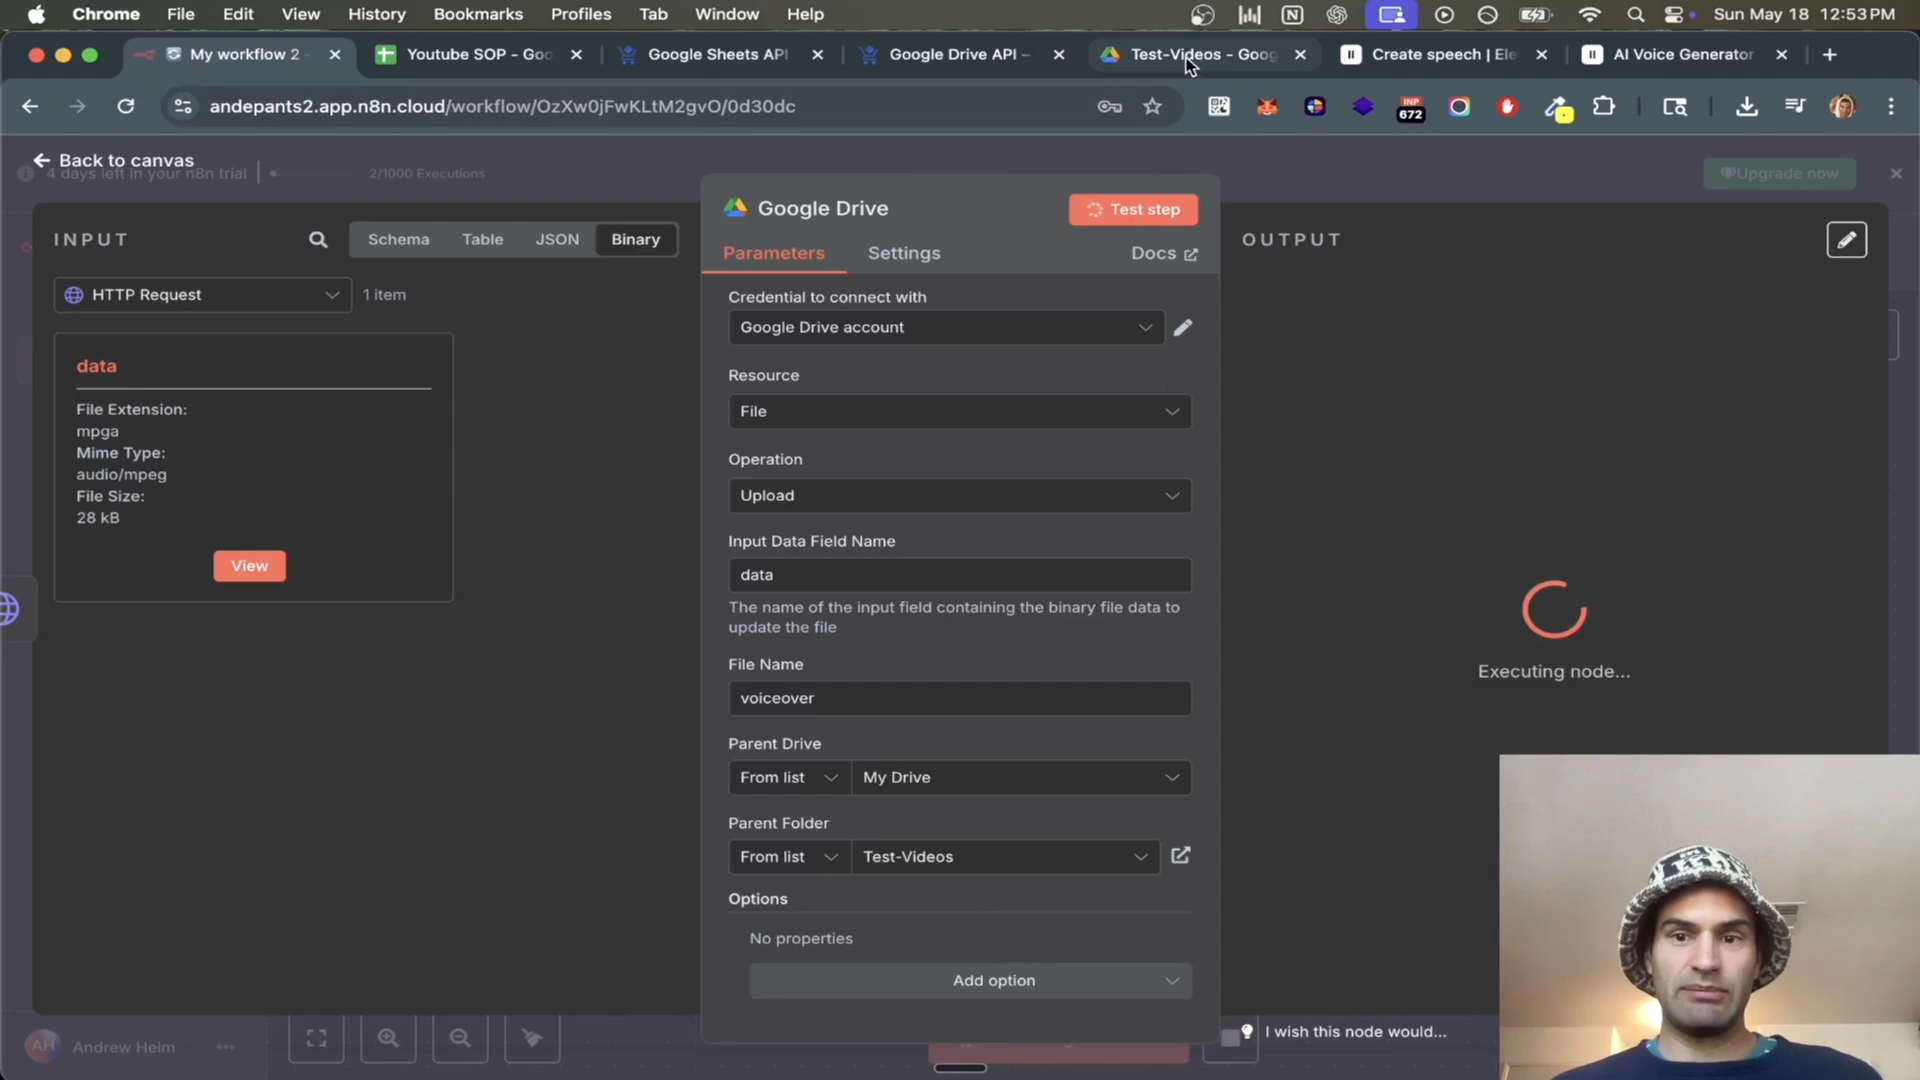 Chrome File Edit View History Bookmarks Profiles Tab Window Help Sun May 18 12:53 PM
My workflow 2 - Youtube SOP - Goo Google Sheets API Google Drive API – Test-Videos - Goog Create speech | Ele AI Voice Generator
andepants2.app.n8n.cloud/workflow/OzXw0jFwKLtM2gvO/0d30dc INP 672
Back to canvas
4 days left in your n8n trial 2/1000 Executions Upgrade now
Google Drive Test step
INPUT Schema Table JSON Binary
OUTPUT
Parameters Settings Docs
HTTP Request 1 item
Credential to connect with
Google Drive account
data
File Extension:
mpga
Mime Type:
audio/mpeg
File Size:
28 kB
View
Resource
File
Operation
Upload
Input Data Field Name
data
The name of the input field containing the binary file data to
update the file
File Name
voiceover
Executing node...
Parent Drive
From list My Drive
Parent Folder
From list Test-Videos
Options
No properties
Add option
AH Andrew Heim
I wish this node would...